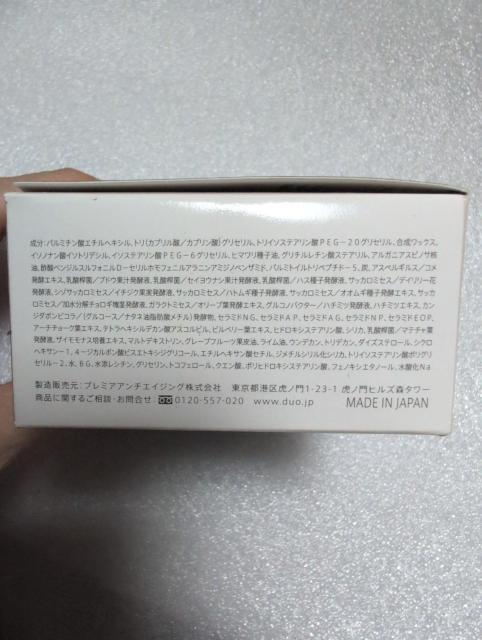 成分:パルミチン酸エチルヘキシル、トリ(カプリル酸/カプリン酸)グリセリル、トリイソステアリン酸PEG-20グリセリル、合成ワックス、
イソノナン酸イソトリデシル、イソステアリン酸PEG-6グリセリル、ヒマワリ種子油、グリチルレチン酸ステアリル、アルガニアスピノサ核
油、酢酸ベンジルスルフォニルD-セリルホモフェニルアラニンアミジノベンザミド、パルミトイルトリペプチド-5、炭、アスペルギルス/コメ
発酵エキス、乳酸桿菌/ブドウ果汁発酵液、乳酸桿菌/セイヨウナシ果汁発酵液、乳酸桿菌/ハス種子発酵液、サッカロミセス/デイリリー花
発酵液、シゾサッカロミセス/イチジク果実発酵液、サッカロミセス/ハトムギ種子発酵液、サッカロミセス/オオムギ種子発酵エキス、サッカ
ロミセス/加水分解チョロギ塊茎発酵液、ガラクトミセス/オリーブ葉発酵エキス、グルコノバクター/ハチミツ発酵液、ハチミツエキス、カン
ジダボンビコラ/(グルコース/ナタネ油脂肪酸メチル)発酵物、セラミドNG、セラミドAP、セラミドAG、セラミドNP、セラミドEOP、
アーチチョーク葉エキス、テトラヘキシルデカン酸アスコルビル、ビルベリー葉エキス、ヒドロキシステアリン酸、シリカ、乳酸桿菌/マテチャ葉
発酵液、ザイモモナス培養エキス、マルトデキストリン、グレープフルーツ果皮油、ライム油、ウンデカン、トリデカン、ダイズステロール、シクロ
ヘキサン-1,4-ジカルボン酸ビスエトキシジグリコール、エチルヘキサン酸セチル、ジメチルシリル化シリカ、トリイソステアリン酸ポリグリ
セリル-2、水、BG、水添レシチン、グリセリン、トコフェロール、クエン酸、ポリヒドロキシステアリン酸、フェノキシエタノール、水酸化Na
製造販売元:プレミアアンチエイジング株式会社 東京都港区虎ノ門1-23-1 虎ノ門ヒルズ森タワー
商品に関するご相談・お問合せ 0120-557-020 www.duo.jp MADE IN JAPAN